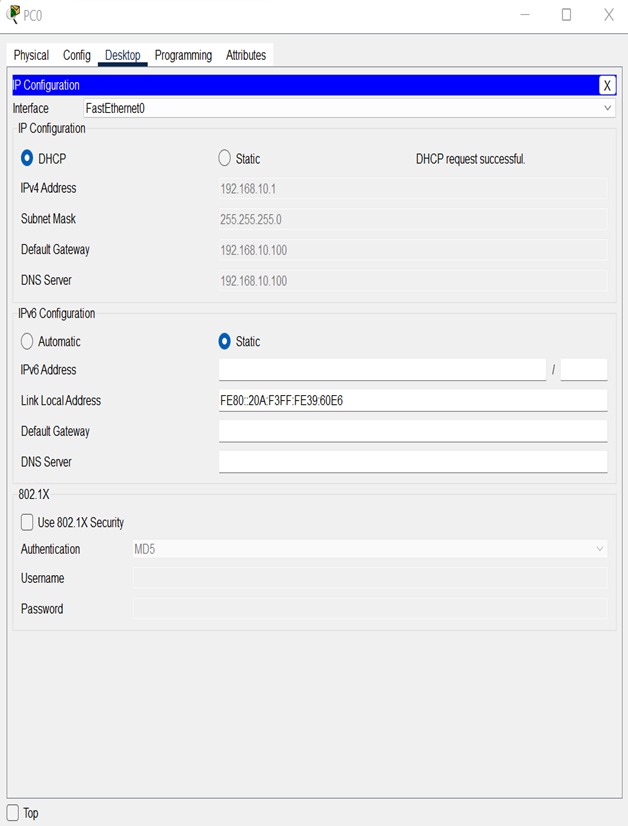 PC0
Physical Config Desktop Programming Attributes
IP Configuration X
Interface FastEthernet0
IP Configuration
DHCP Static DHCP request successful.
IPv4 Address 192.168.10.1
Subnet Mask 255.255.255.0
Default Gateway 192.168.10.100
DNS Server 192.168.10.100
IPv6 Configuration
Automatic Static
IPv6 Address /
Link Local Address FE80::20A:F3FF:FE39:60E6
Default Gateway
DNS Server
802.1X
Use 802.1X Security
Authentication MD5
Username
Password
Top